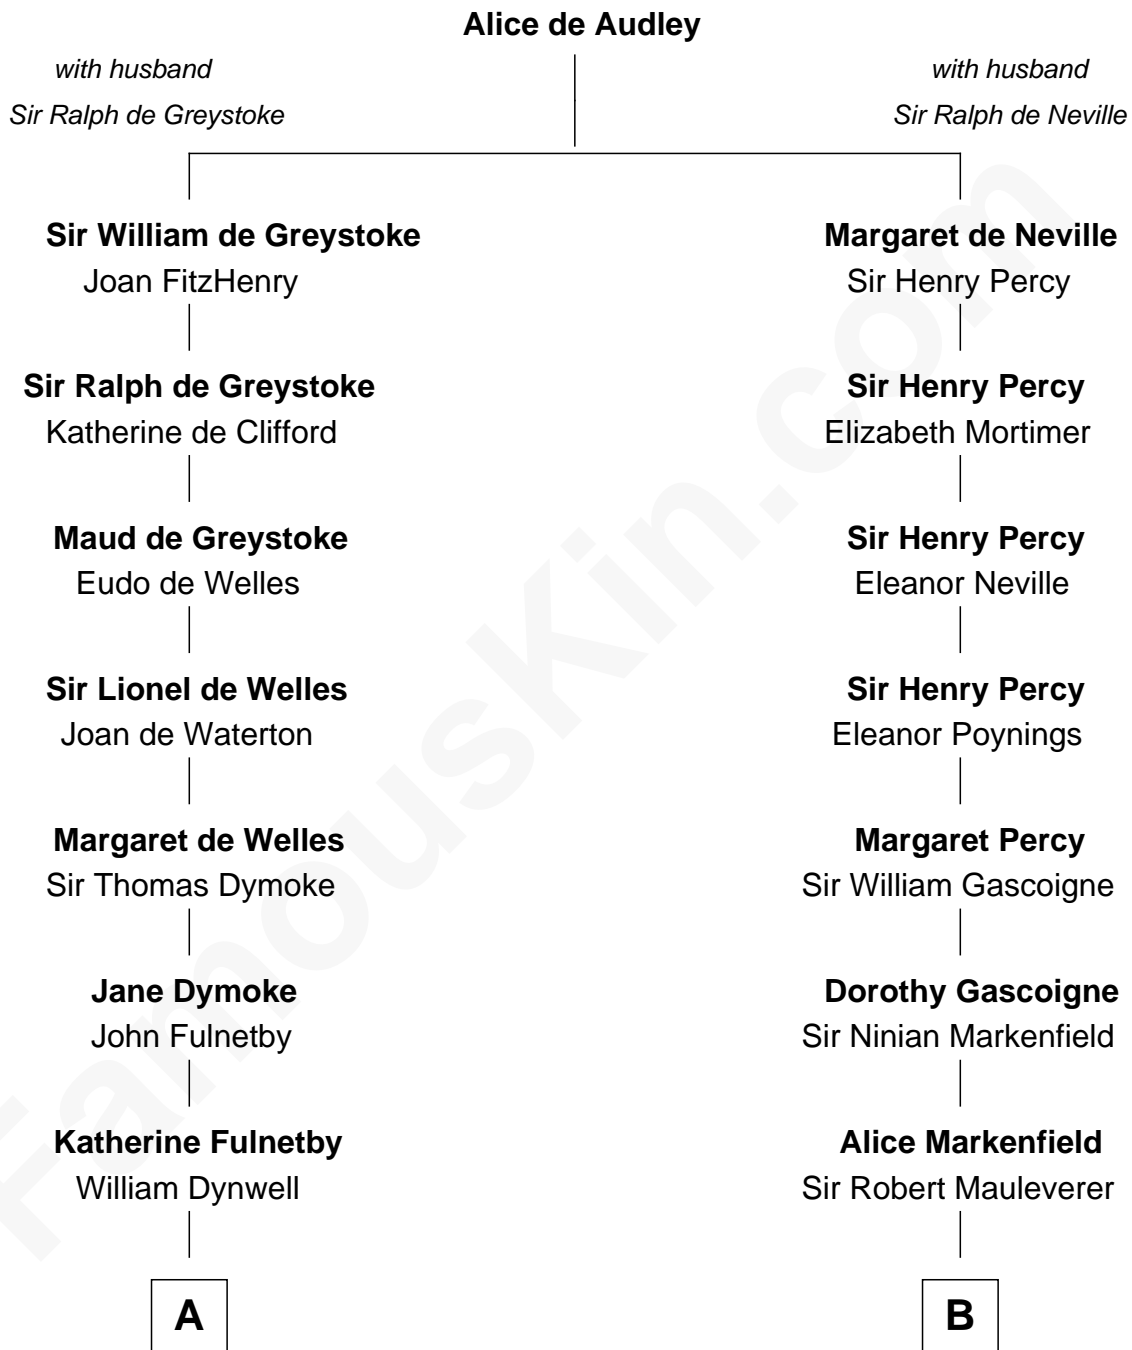 Alice de Audley
with husband
Sir Ralph de Greystoke
with husband
Sir Ralph de Neville
Sir William de Greystoke
Joan FitzHenry
Margaret de Neville
Sir Henry Percy
Sir Ralph de Greystoke
Katherine de Clifford
Sir Henry Percy
Elizabeth Mortimer
Maud de Greystoke
Eudo de Welles
Sir Henry Percy
Eleanor Neville
Sir Lionel de Welles
Joan de Waterton
Sir Henry Percy
Eleanor Poynings
Margaret de Welles
Sir Thomas Dymoke
Margaret Percy
Sir William Gascoigne
Jane Dymoke
John Fulnetby
Dorothy Gascoigne
Sir Ninian Markenfield
Katherine Fulnetby
William Dynwell
Alice Markenfield
Sir Robert Mauleverer
A
B
FamousKin.com